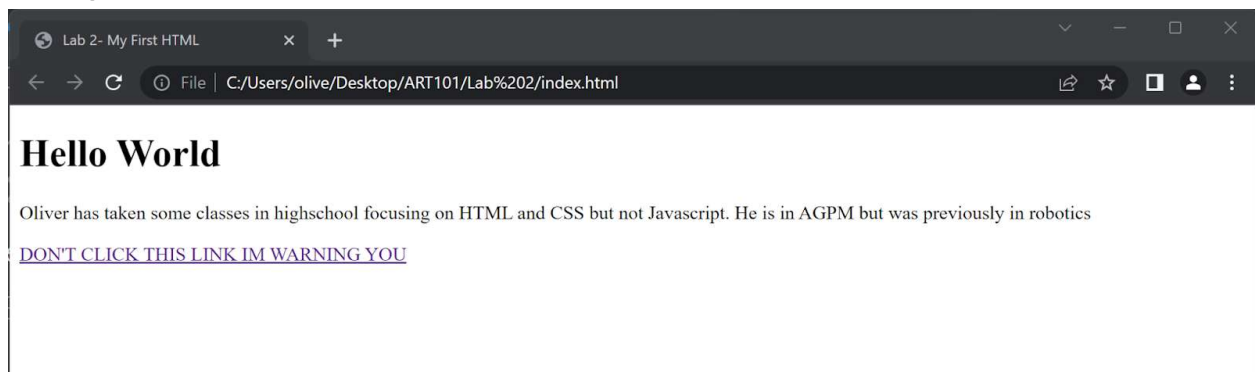 Lab 2- My First HTML
File C:/Users/olive/Desktop/ART101/Lab%202/index.html
Hello World
Oliver has taken some classes in highschool focusing on HTML and CSS but not Javascript. He is in AGPM but was previously in robotics
DON'T CLICK THIS LINK IM WARNING YOU